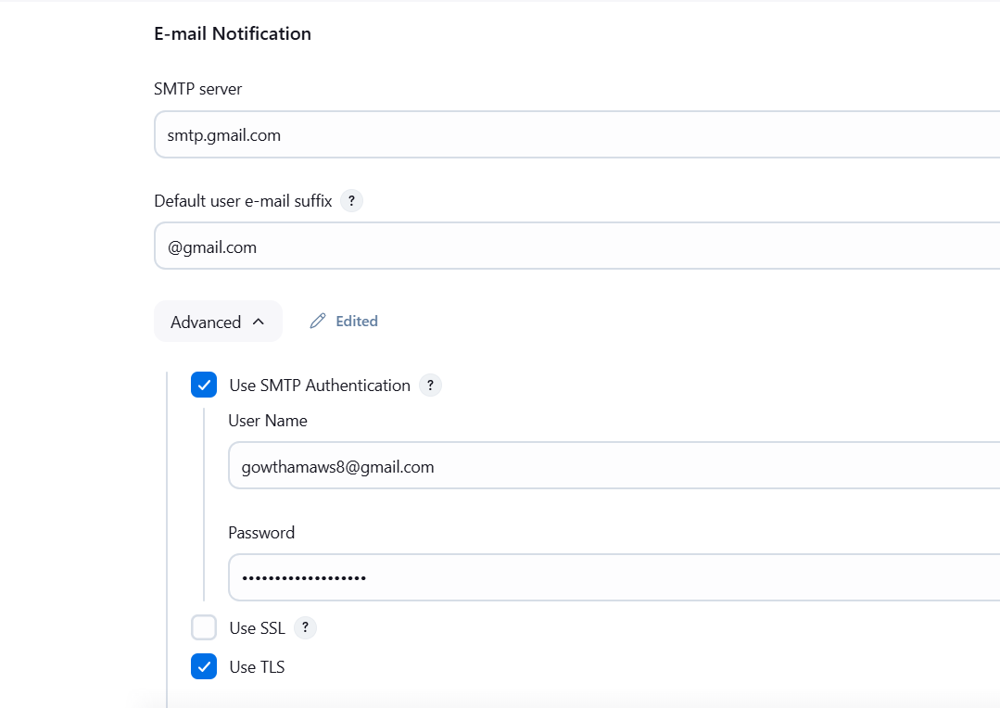 E-mail Notification
SMTP server
smtp.gmail.com
Default user e-mail suffix ?
@gmail.com
Advanced Edited
Use SMTP Authentication ?
User Name
gowthamaws8@gmail.com
Password
•••••••••••••••••••
Use SSL ?
Use TLS